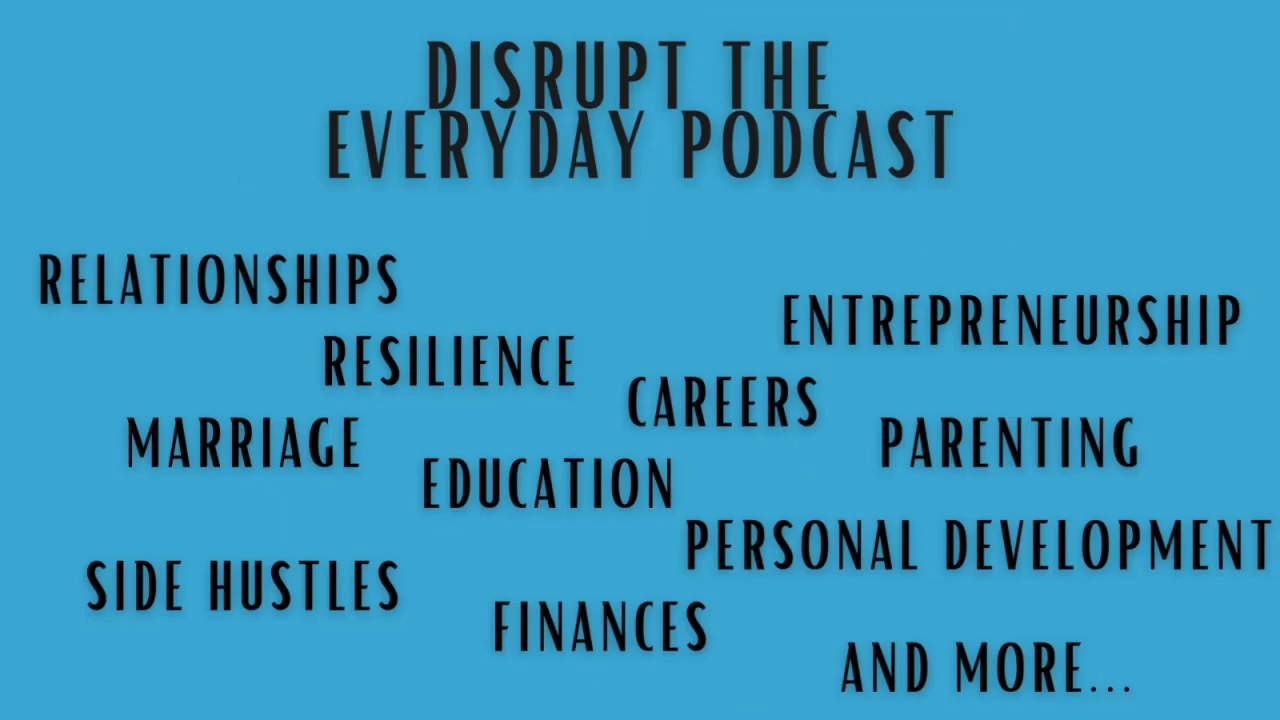 DISRUPT THE
EVERYDAY PODCAST
RELATIONSHIPS
ENTREPRENEURSHIP
RESILIENCE
CAREERS
MARRIAGE
PARENTING
EDUCATION
PERSONAL DEVELOPMENT
SIDE HUSTLES
FINANCES
AND MORE...